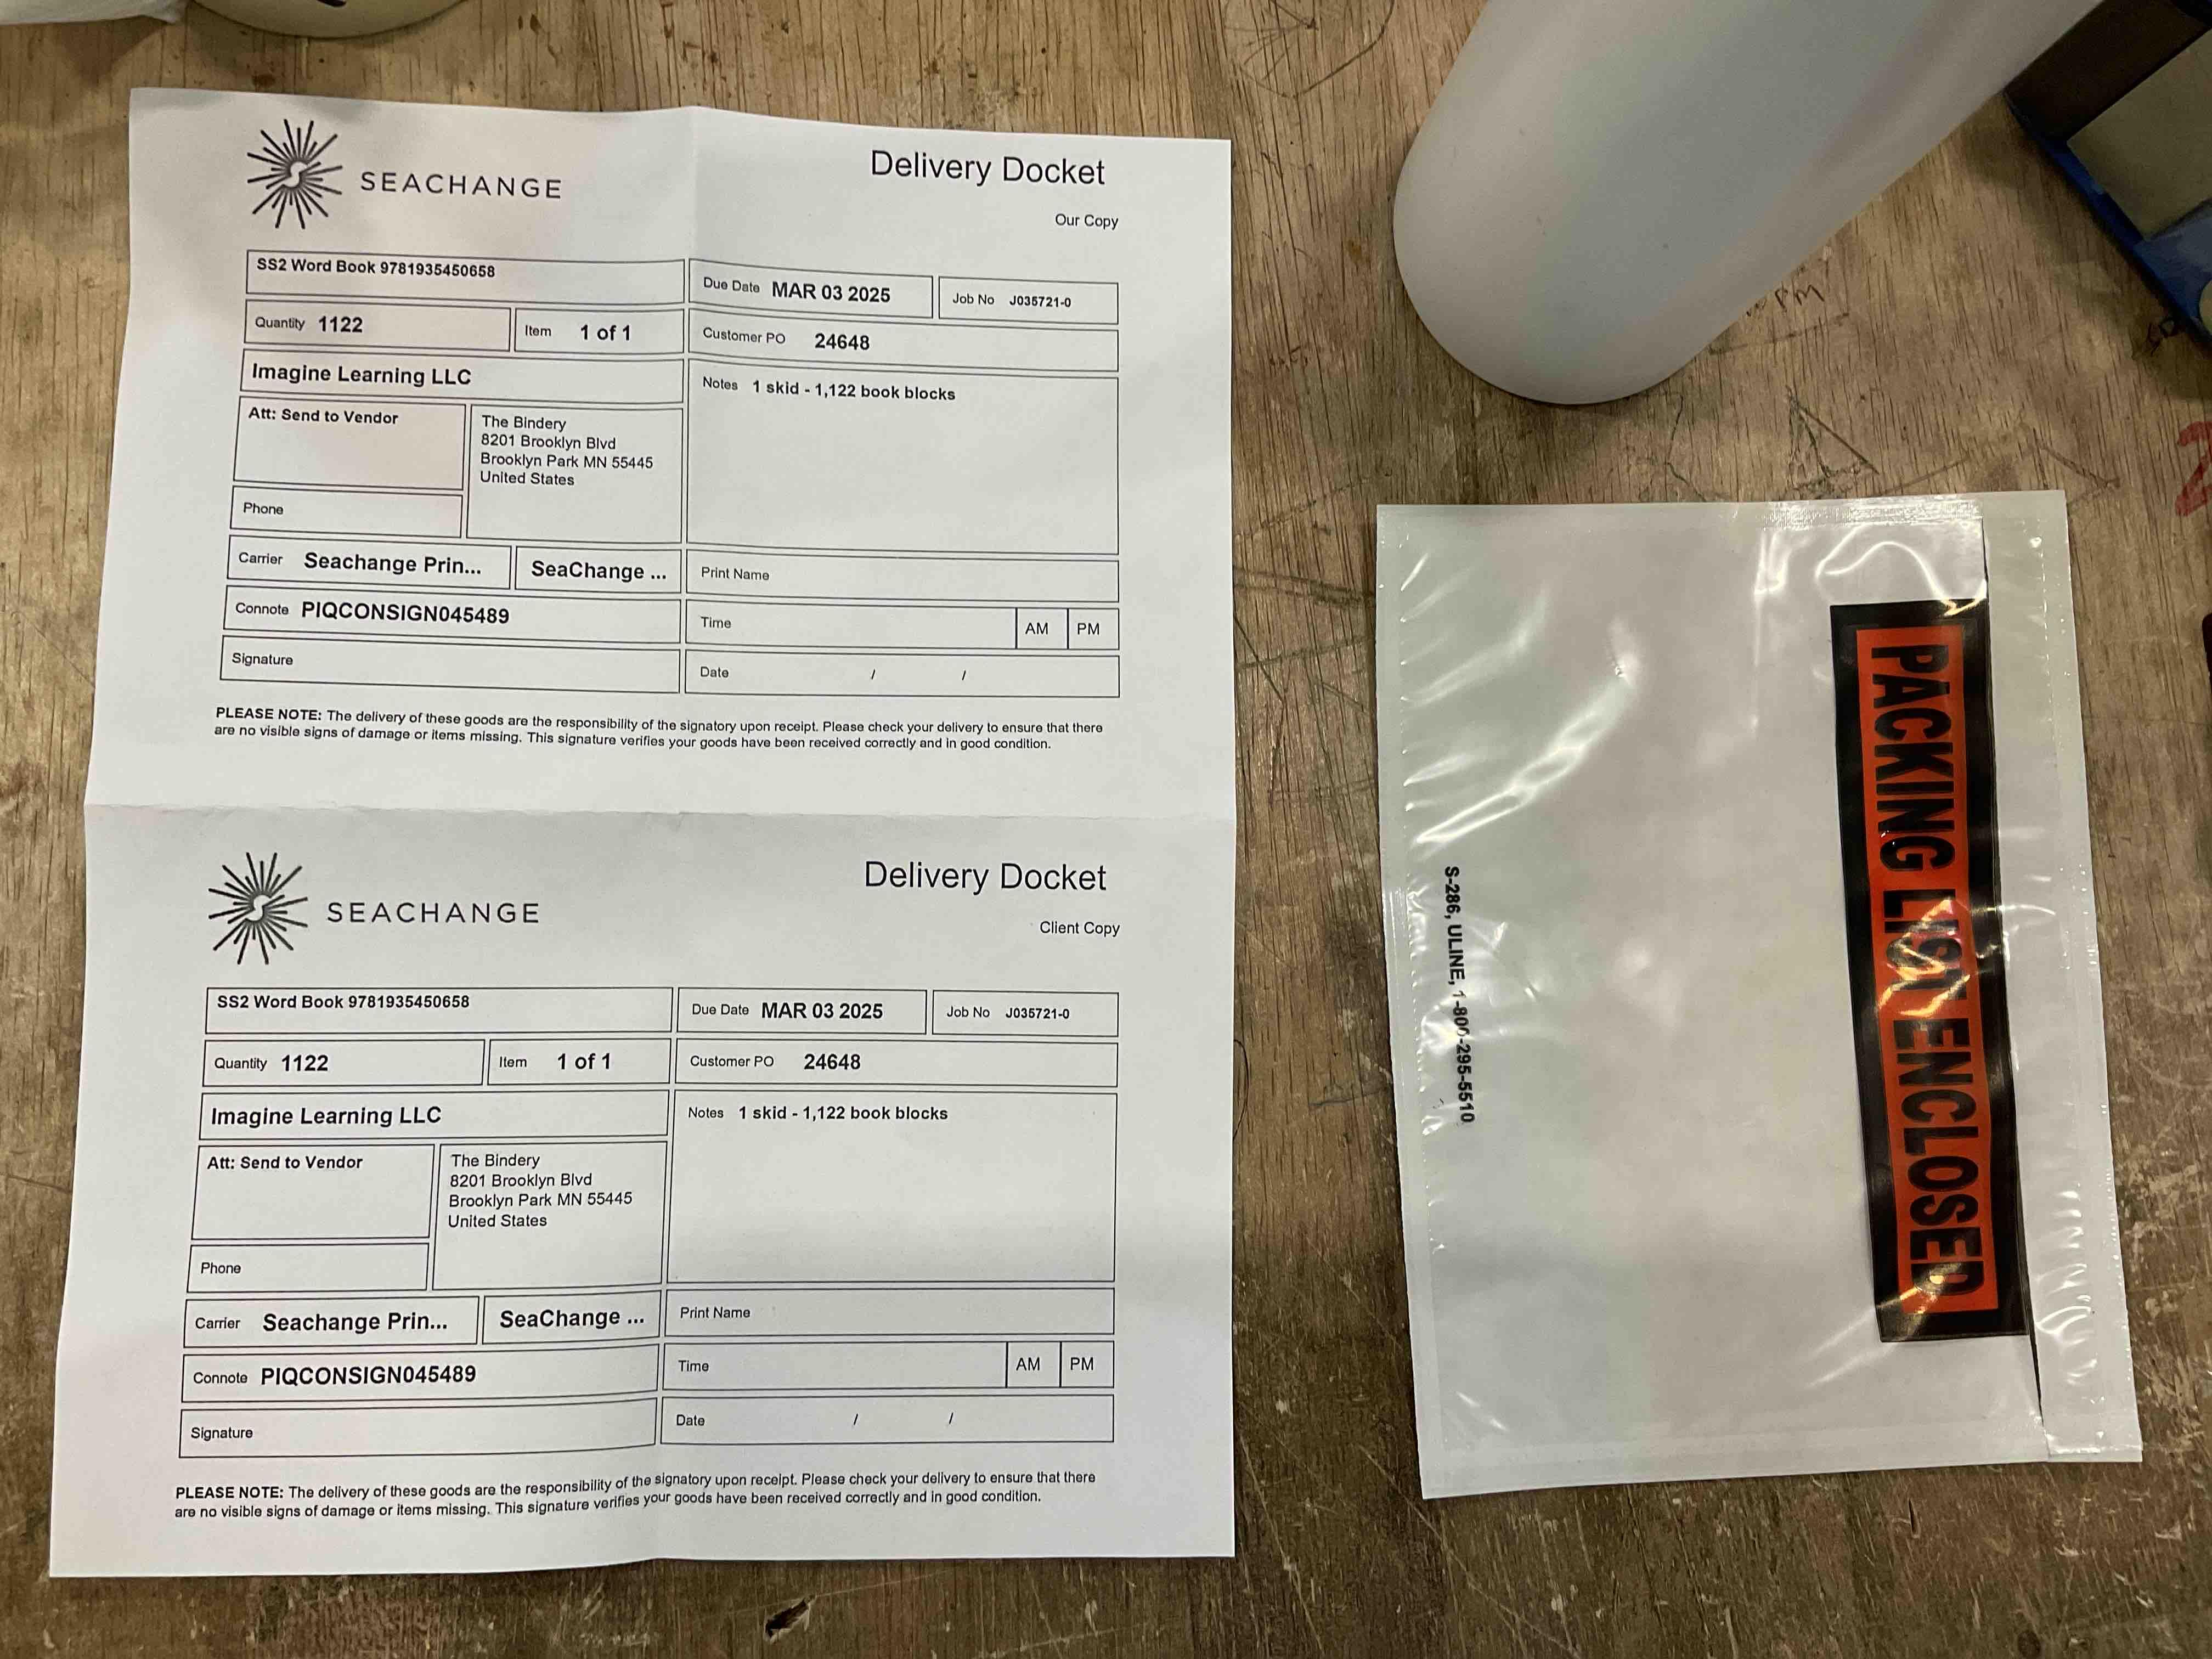 SEACHANGE
Delivery Docket
Our Copy
SS2 Word Book 9781935450658
Due Date MAR 03 2025
Job No J035721-0
Quantity 1122
Item 1 of 1
Customer PO 24648
Imagine Learning LLC
Notes 1 skid - 1,122 book blocks
Att: Send to Vendor
The Bindery
8201 Brooklyn Blvd
Brooklyn Park MN 55445
United States
Phone
Carrier Seachange Prin...
SeaChange ...
Print Name
Connote PIQCONSIGN045489
Time
AM
PM
Signature
Date / /
PLEASE NOTE: The delivery of these goods are the responsibility of the signatory upon receipt. Please check your delivery to ensure that there
are no visible signs of damage or items missing. This signature verifies your goods have been received correctly and in good condition.
SEACHANGE
Delivery Docket
Client Copy
SS2 Word Book 9781935450658
Due Date MAR 03 2025
Job No J035721-0
Quantity 1122
Item 1 of 1
Customer PO 24648
Imagine Learning LLC
Notes 1 skid - 1,122 book blocks
Att: Send to Vendor
The Bindery
8201 Brooklyn Blvd
Brooklyn Park MN 55445
United States
Phone
Carrier Seachange Prin...
SeaChange ...
Print Name
Connote PIQCONSIGN045489
Time
AM
PM
Signature
Date / /
PLEASE NOTE: The delivery of these goods are the responsibility of the signatory upon receipt. Please check your delivery to ensure that there
are no visible signs of damage or items missing. This signature verifies your goods have been received correctly and in good condition.
PACKING LIST ENCLOSED
S-286, ULINE, 1-800-295-5510
PM